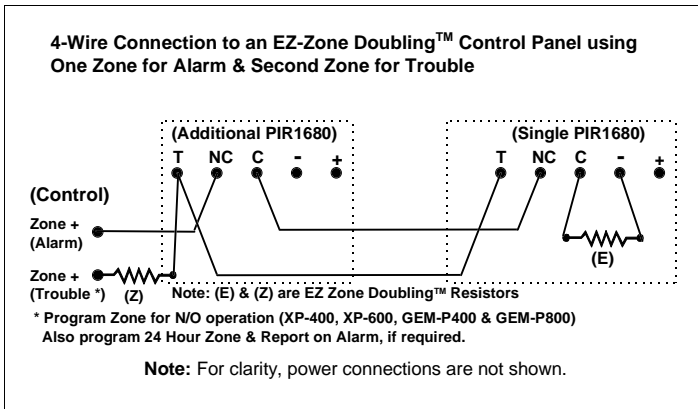 4-Wire Connection to an EZ-Zone Doubling™ Control Panel using
One Zone for Alarm & Second Zone for Trouble
(Additional PIR1680) (Single PIR1680)
T NC C - + T NC C - +
(Control)
Zone +
(Alarm)
(E)
Zone +
(Trouble *) (Z) Note: (E) & (Z) are EZ Zone Doubling™ Resistors
* Program Zone for N/O operation (XP-400, XP-600, GEM-P400 & GEM-P800)
Also program 24 Hour Zone & Report on Alarm, if required.
Note: For clarity, power connections are not shown.